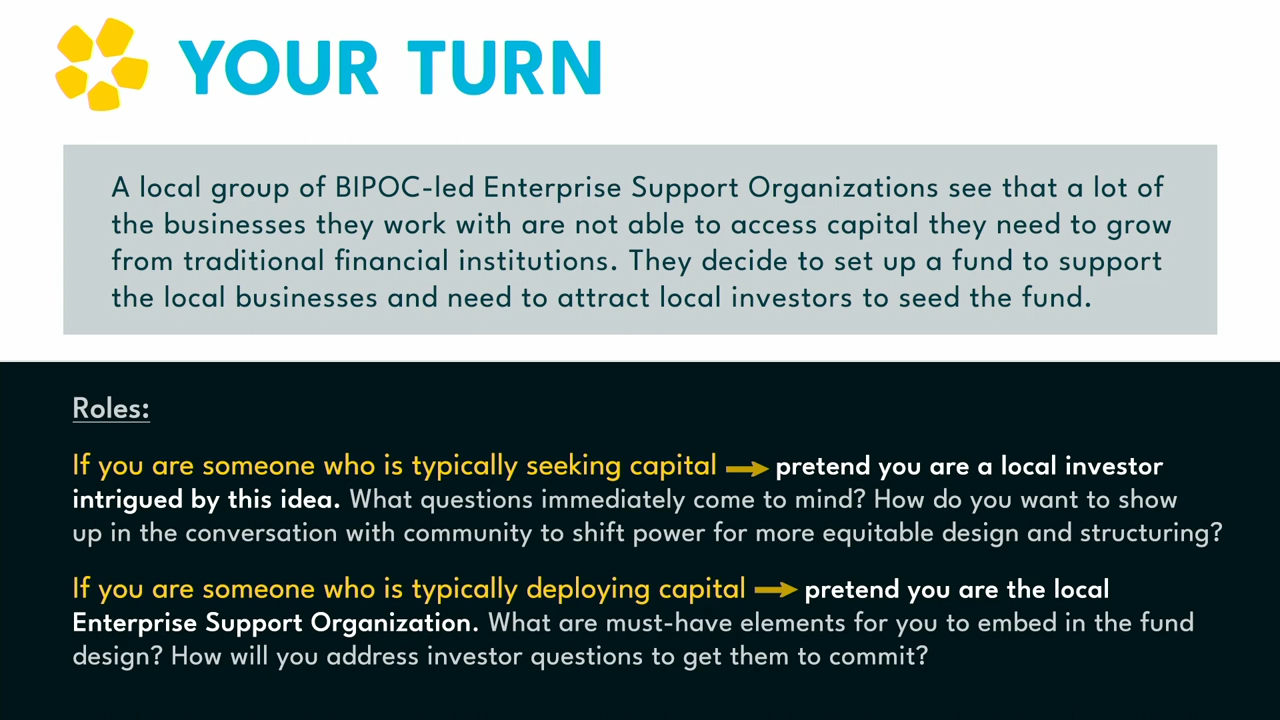 YOUR TURN
A local group of BIPOC-led Enterprise Support Organizations see that a lot of
the businesses they work with are not able to access capital they need to grow
from traditional financial institutions. They decide to set up a fund to support
the local businesses and need to attract local investors to seed the fund.
Roles:
If you are someone who is typically seeking capital → pretend you are a local investor
intrigued by this idea. What questions immediately come to mind? How do you want to show
up in the conversation with community to shift power for more equitable design and structuring?
If you are someone who is typically deploying capital → pretend you are the local
Enterprise Support Organization. What are must-have elements for you to embed in the fund
design? How will you address investor questions to get them to commit?